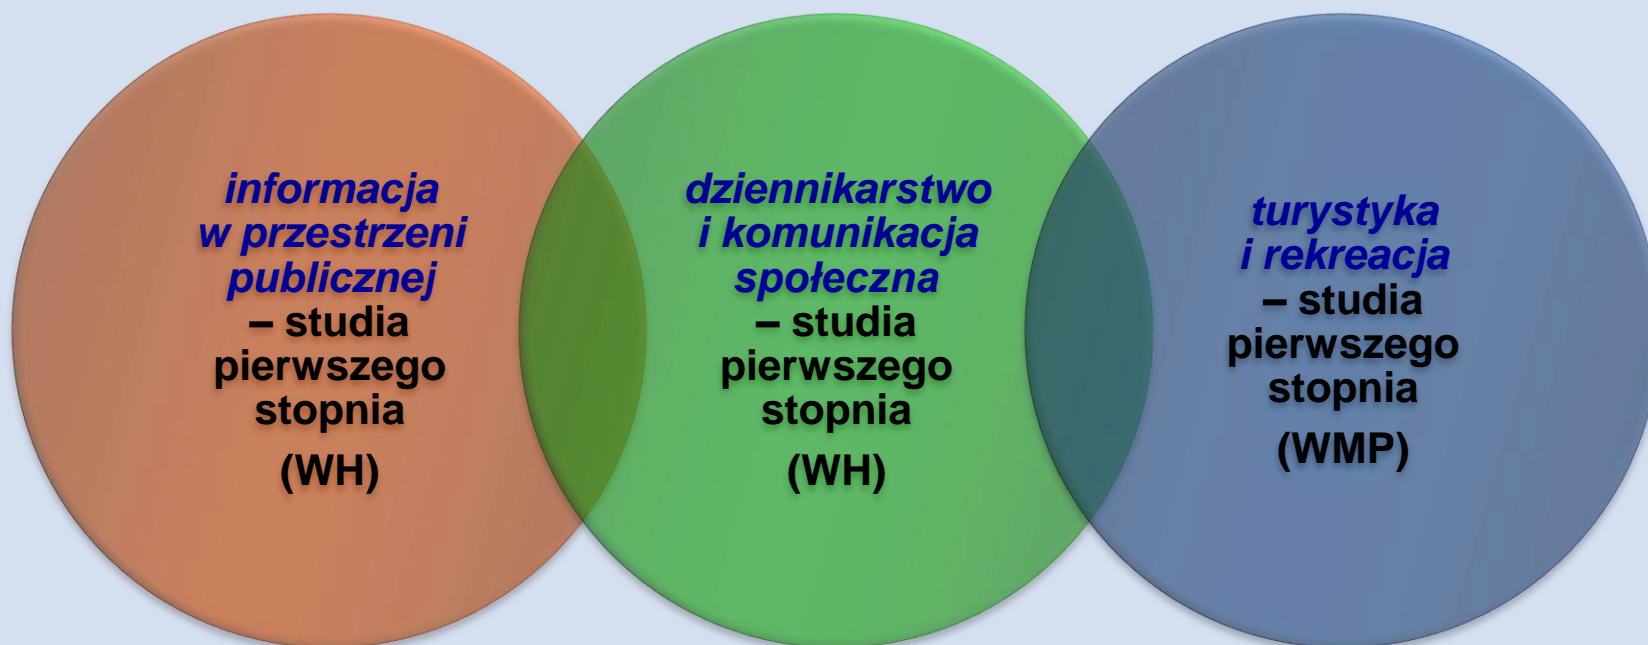 informacja
w przestrzeni
publicznej
– studia
pierwszego
stopnia
(WH)
dziennikarstwo
i komunikacja
społeczna
– studia
pierwszego
stopnia
(WH)
turystyka
i rekreacja
– studia
pierwszego
stopnia
(WMP)